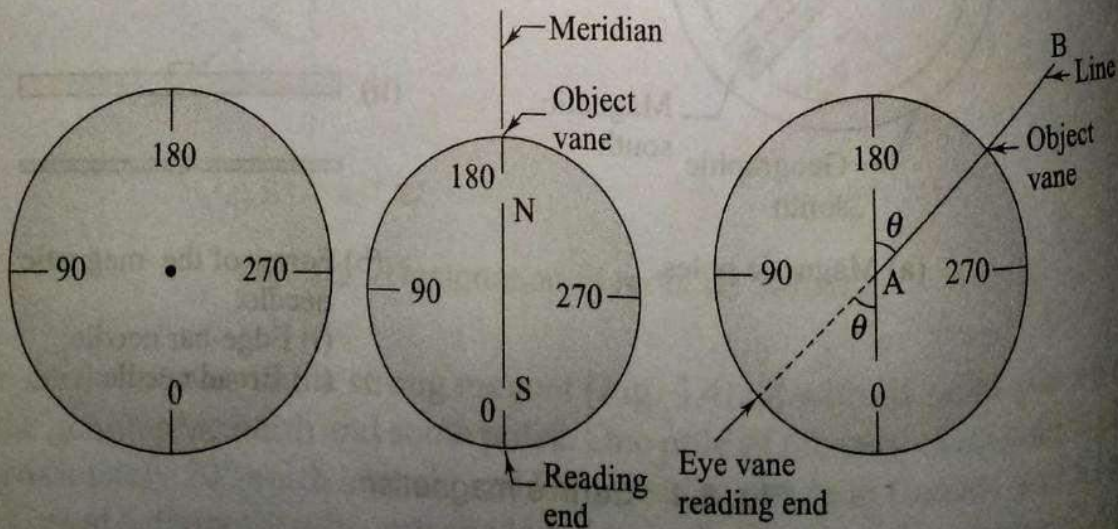 180
90
270
0
Meridian
Object
vane
180
N
90
270
S
0
Reading
end
B
Line
Object
vane
180
θ
90
A
270
θ
0
Eye vane
reading end